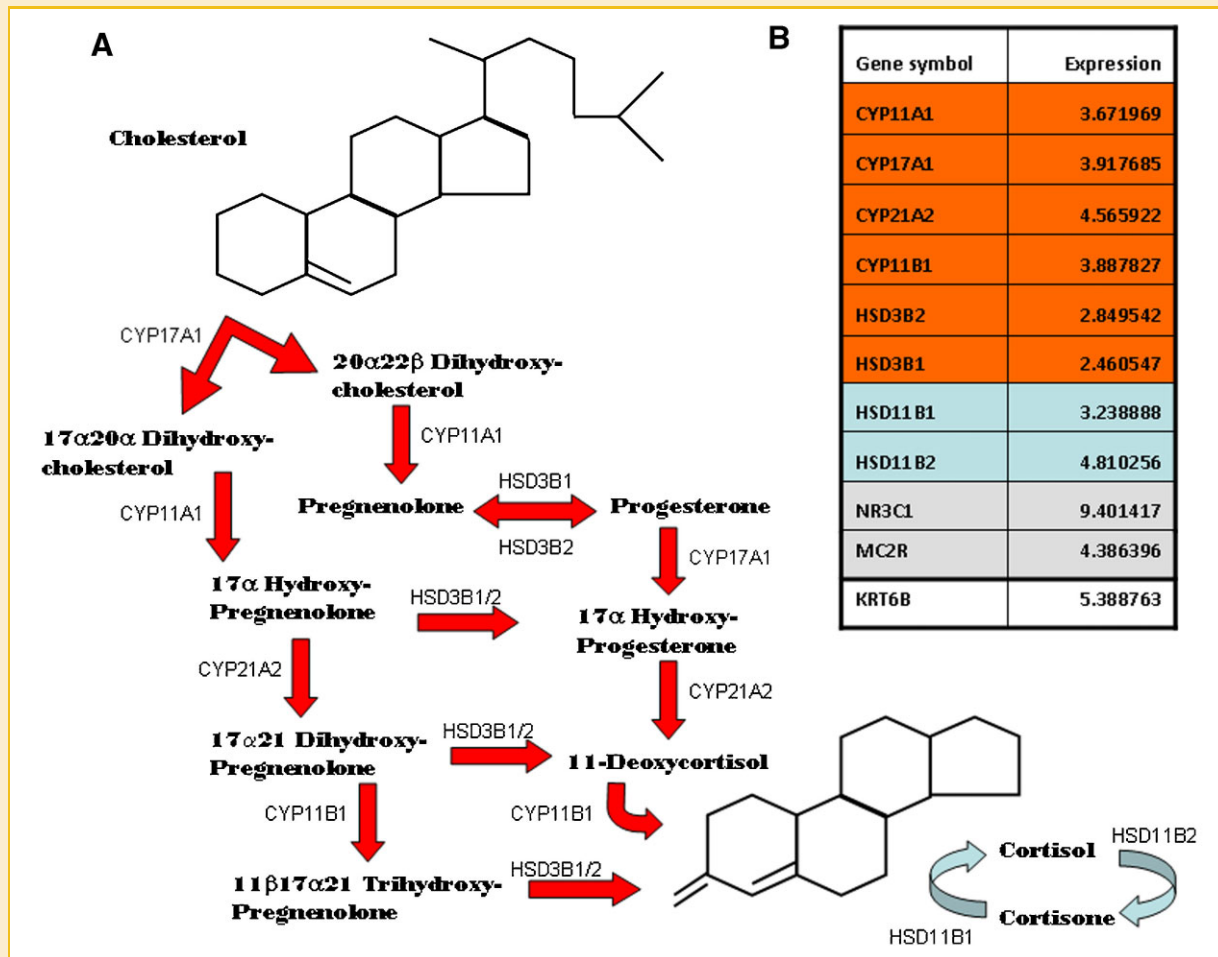 A
Cholesterol
CYP17A1
20α22β Dihydroxy-
cholesterol
17α20α Dihydroxy-
cholesterol
CYP11A1
CYP11A1
Pregnenolone
HSD3B1
HSD3B2
Progesterone
CYP17A1
17α Hydroxy-
Pregnenolone
HSD3B1/2
17α Hydroxy-
Progesterone
CYP21A2
CYP21A2
17α21 Dihydroxy-
Pregnenolone
HSD3B1/2
11-Deoxycortisol
CYP11B1
CYP11B1
11β17α21 Trihydroxy-
Pregnenolone
HSD3B1/2
Cortisol
HSD11B2
Cortisone
HSD11B1
B
Gene symbol Expression
CYP11A1 3.671969
CYP17A1 3.917685
CYP21A2 4.565922
CYP11B1 3.887827
HSD3B2 2.849542
HSD3B1 2.460547
HSD11B1 3.238888
HSD11B2 4.810256
NR3C1 9.401417
MC2R 4.386396
KRT6B 5.388763